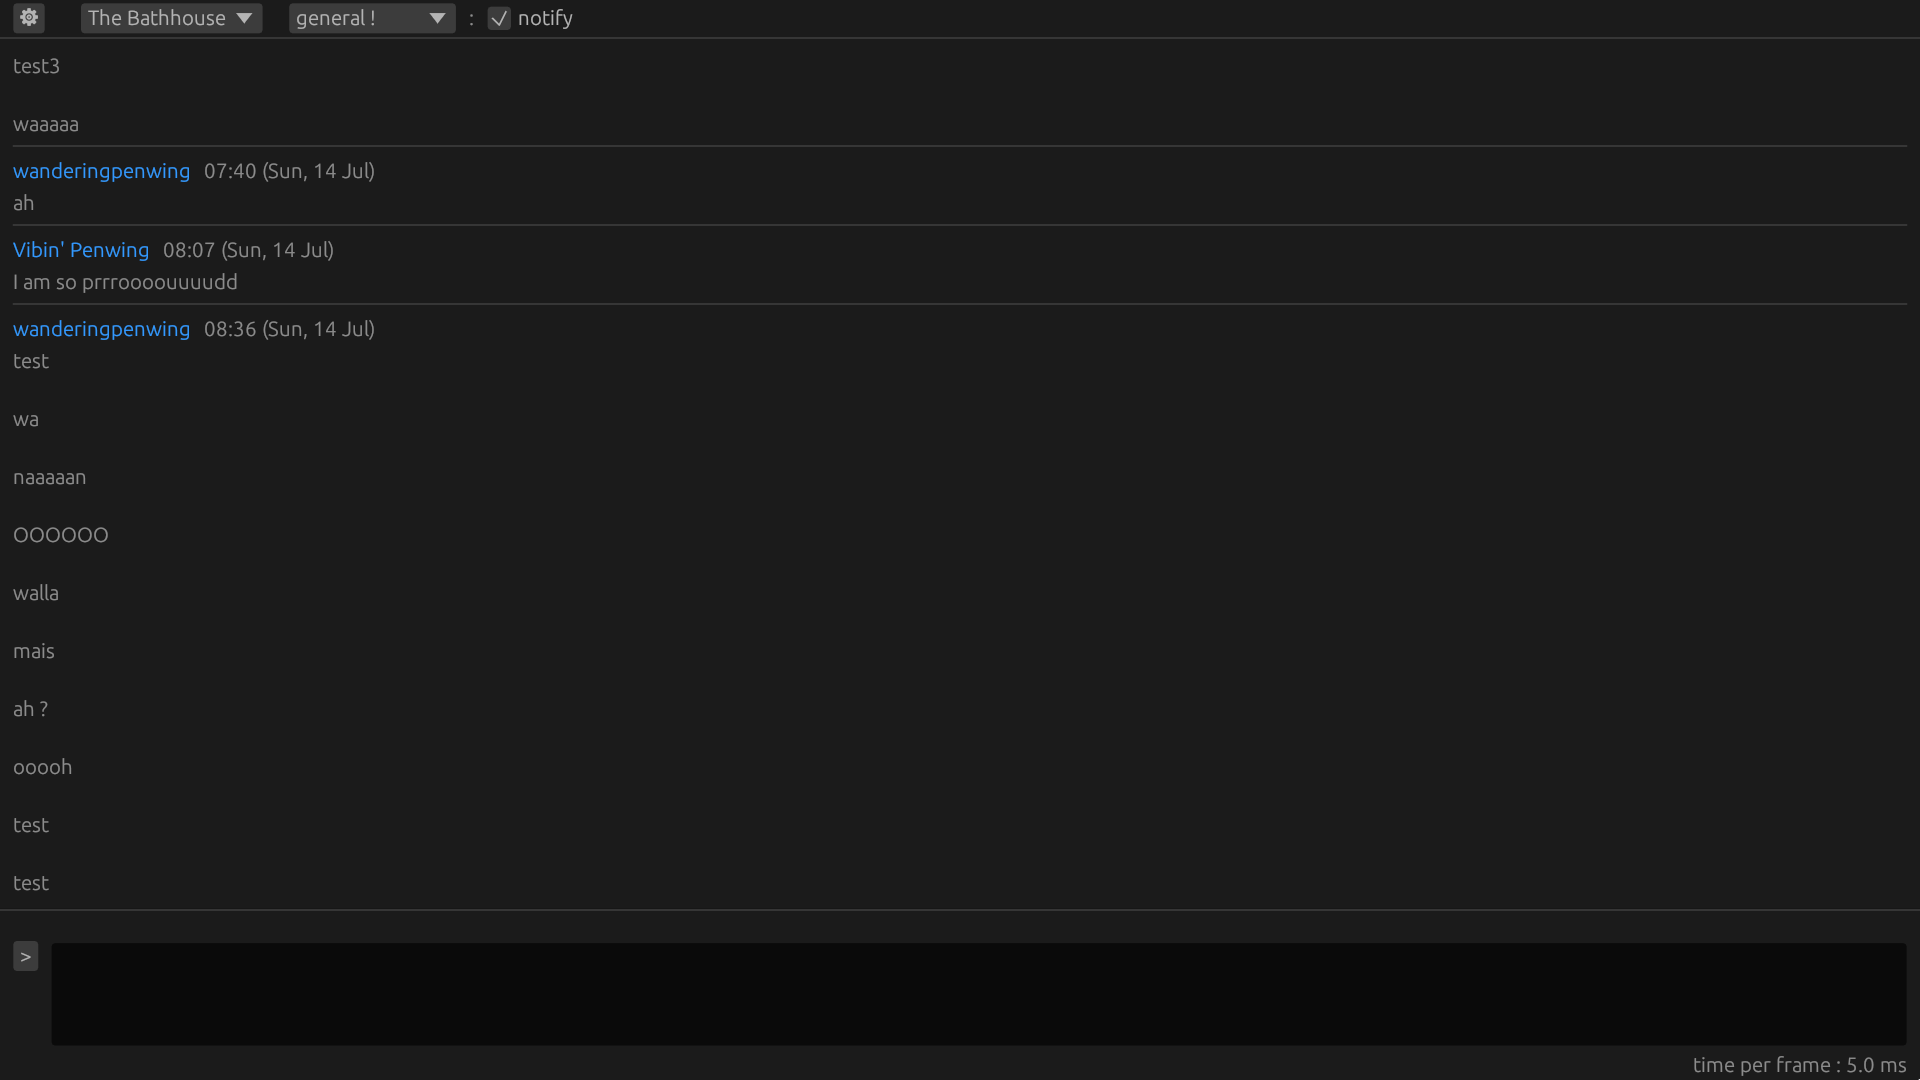 The Bathhouse general ! : notify
test3
waaaaa
wanderingpenwing 07:40 (Sun, 14 Jul)
ah
Vibin' Penwing 08:07 (Sun, 14 Jul)
I am so prrroooouuuudd
wanderingpenwing 08:36 (Sun, 14 Jul)
test
wa
naaaaan
OOOOOO
walla
mais
ah ?
ooooh
test
test
>
time per frame : 5.0 ms